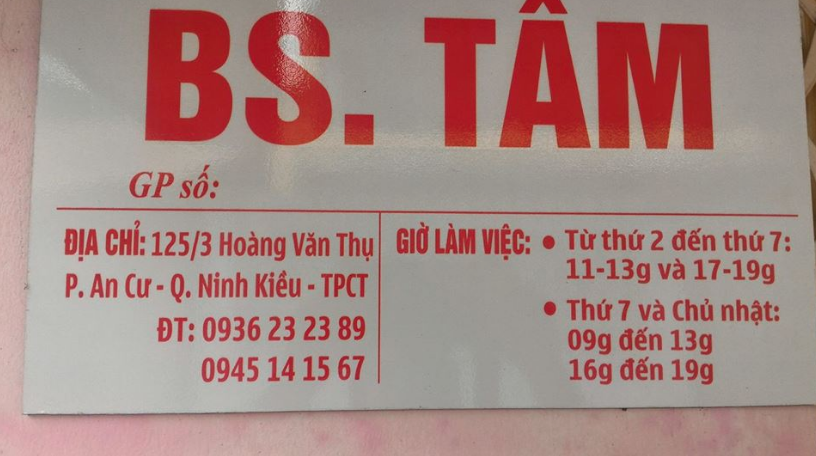 BS. TÂM
GP số:
ĐỊA CHỈ: 125/3 Hoàng Văn Thụ
P. An Cư - Q. Ninh Kiều - TPCT
ĐT: 0936 23 23 89
0945 14 15 67
GIỜ LÀM VIỆC: • Từ thứ 2 đến thứ 7:
11-13g và 17-19g
• Thứ 7 và Chủ nhật:
09g đến 13g
16g đến 19g